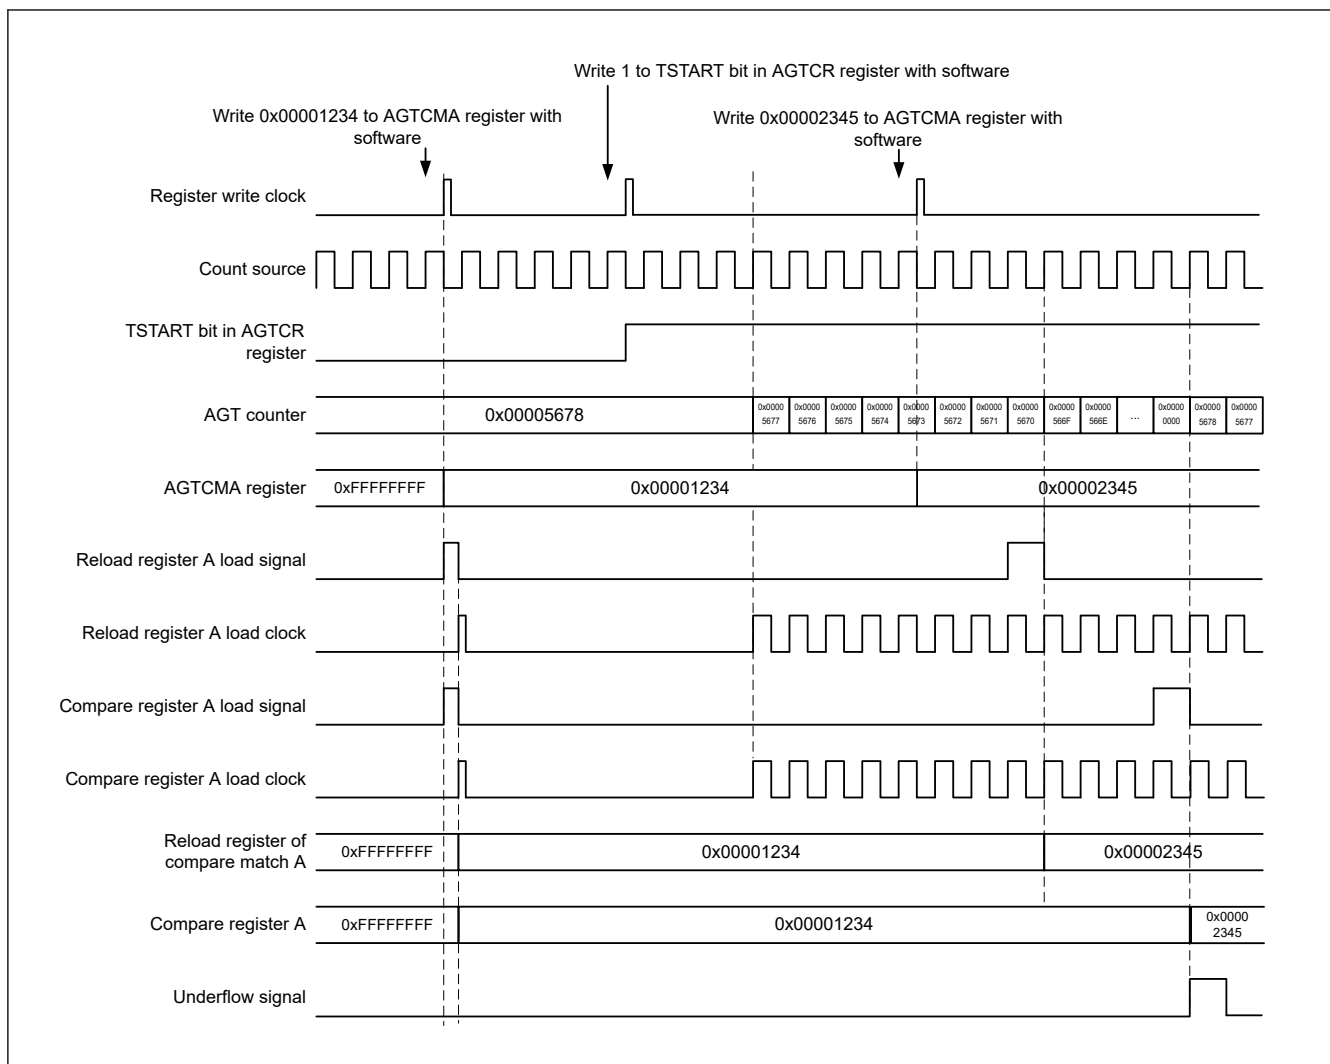 Write 1 to TSTART bit in AGTCR register with software
Write 0x00001234 to AGTCMA register with
software
Write 0x00002345 to AGTCMA register with
software
Register write clock
Count source
TSTART bit in AGTCR
register
AGT counter
0x00005678
0x0000
5677
0x0000
5676
0x0000
5675
0x0000
5674
0x0000
5673
0x0000
5672
0x0000
5671
0x0000
5670
0x0000
566F
0x0000
566E
...
0x0000
0000
0x0000
5678
0x0000
5677
AGTCMA register
0xFFFFFFFF
0x00001234
0x00002345
Reload register A load signal
Reload register A load clock
Compare register A load signal
Compare register A load clock
Reload register of
compare match A
0xFFFFFFFF
0x00001234
0x00002345
Compare register A
0xFFFFFFFF
0x00001234
0x0000
2345
Underflow signal